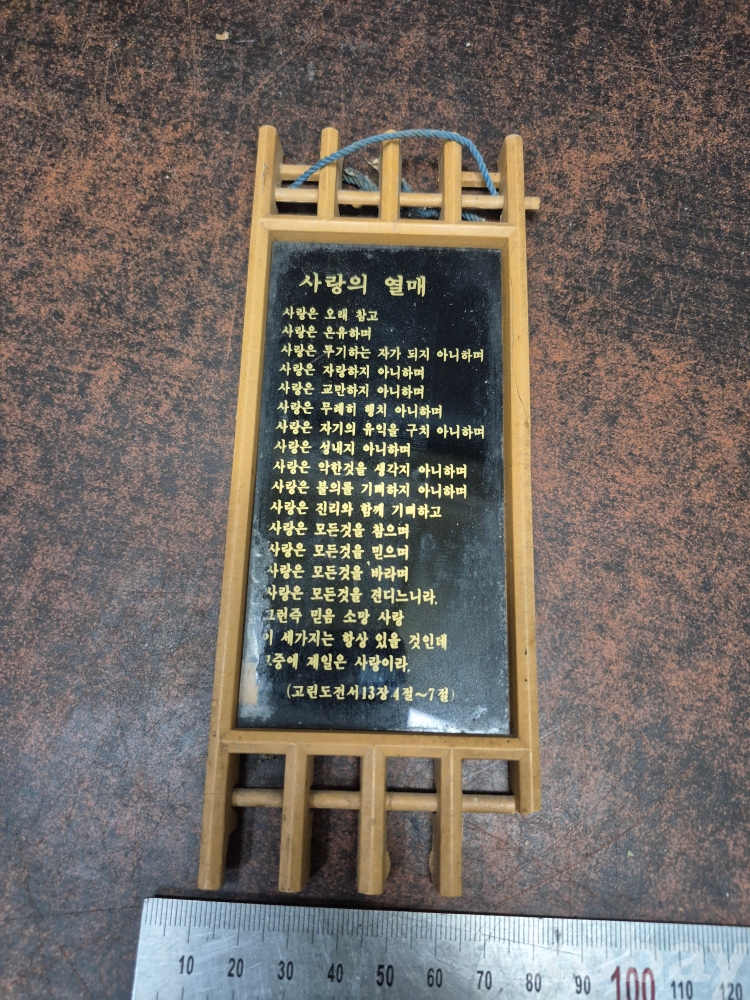 사랑의 열매
사랑은 오래 참고
사랑은 온유하며
사랑은 투기하는 자가 되지 아니하며
사랑은 자랑하지 아니하며
사랑은 교만하지 아니하며
사랑은 무례히 행치 아니하며
사랑은 자기의 유익을 구치 아니하며
사랑은 성내지 아니하며
사랑은 악한것을 생각지 아니하며
사랑은 불의를 기뻐하지 아니하며
사랑은 진리와 함께 기뻐하고
사랑은 모든것을 참으며
사랑은 모든것을 믿으며
사랑은 모든것을 바라며
사랑은 모든것을 견디느니라.
그런즉 믿음 소망 사랑
이 세가지는 항상 있을 것인데
그중에 제일은 사랑이라.
(고린도전서13장 4절~7절)
10 20 30 40 50 60 70 80 90 100 110 120